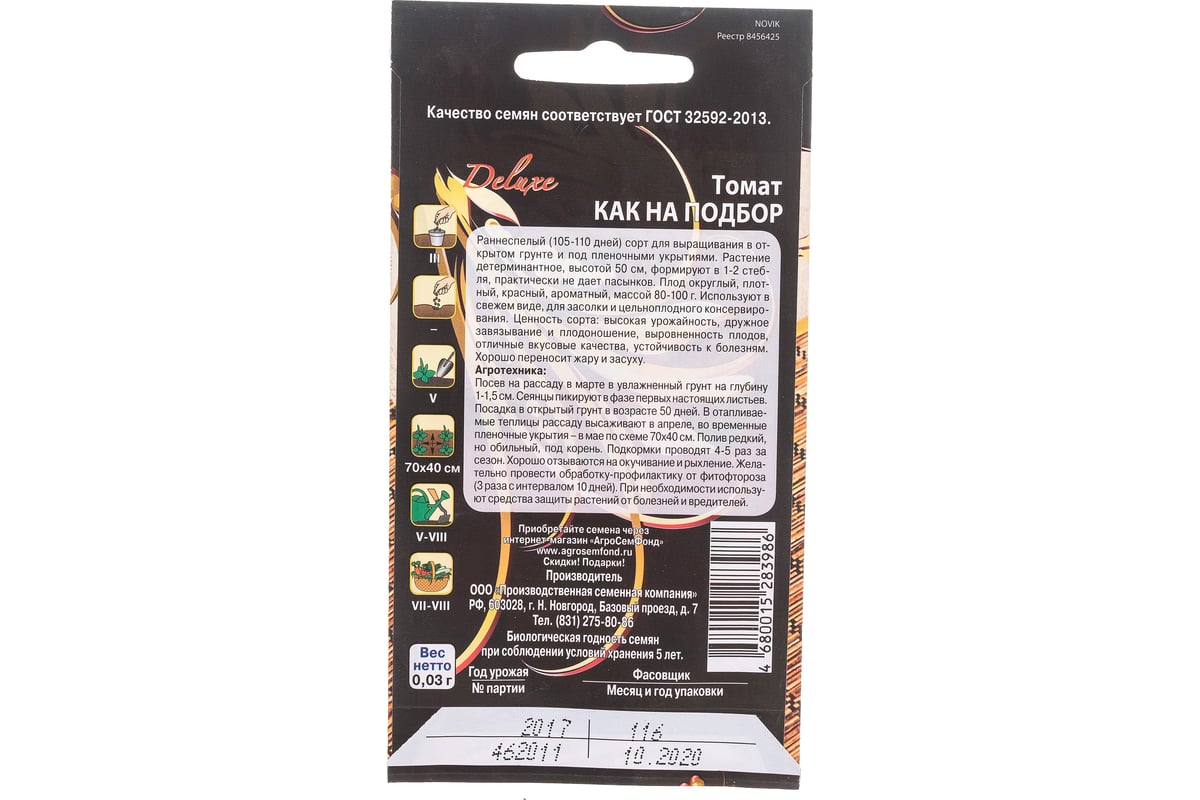 NOVIK
Реестр 8456425
Качество семян соответствует ГОСТ 32592-2013.
Deluxe
Томат
КАК НА ПОДБОР
III
–
V
70х40 см
V-VIII
VII-VIII
Раннеспелый (105-110 дней) сорт для выращивания в от-
крытом грунте и под пленочными укрытиями. Растение
детерминантное, высотой 50 см, формируют в 1-2 стеб-
ля, практически не дает пасынков. Плод округлый, плот-
ный, красный, ароматный, массой 80-100 г. Используют в
свежем виде, для засолки и цельноплодного консервиро-
вания. Ценность сорта: высокая урожайность, дружное
завязывание и плодоношение, выровненность плодов,
отличные вкусовые качества, устойчивость к болезням.
Хорошо переносит жару и засуху.
Агротехника:
Посев на рассаду в марте в увлажненный грунт на глубину
1-1,5 см. Сеянцы пикируют в фазе первых настоящих листьев.
Посадка в открытый грунт в возрасте 50 дней. В отапливае-
мые теплицы рассаду высаживают в апреле, во временные
пленочные укрытия – в мае по схеме 70х40 см. Полив редкий,
но обильный, под корень. Подкормки проводят 4-5 раз за
сезон. Хорошо отзываются на окучивание и рыхление. Жела-
тельно провести обработку-профилактику от фитофтороза
(3 раза с интервалом 10 дней). При необходимости использу-
ют средства защиты растений от болезней и вредителей.
Приобретайте семена через
интернет-магазин «АгроСемФонд»
www.agrosemfond.ru
Скидки! Подарки!
Производитель
ООО «Производственная семенная компания»
РФ, 603028, г. Н. Новгород, Базовый проезд, д. 7
Тел. (831) 275-80-86
Биологическая годность семян
при соблюдении условий хранения 5 лет.
4 680015 283986
Вес
нетто
0,03 г
Год урожая
№ партии
Фасовщик
Месяц и год упаковки
2017 116
462011 10.2020